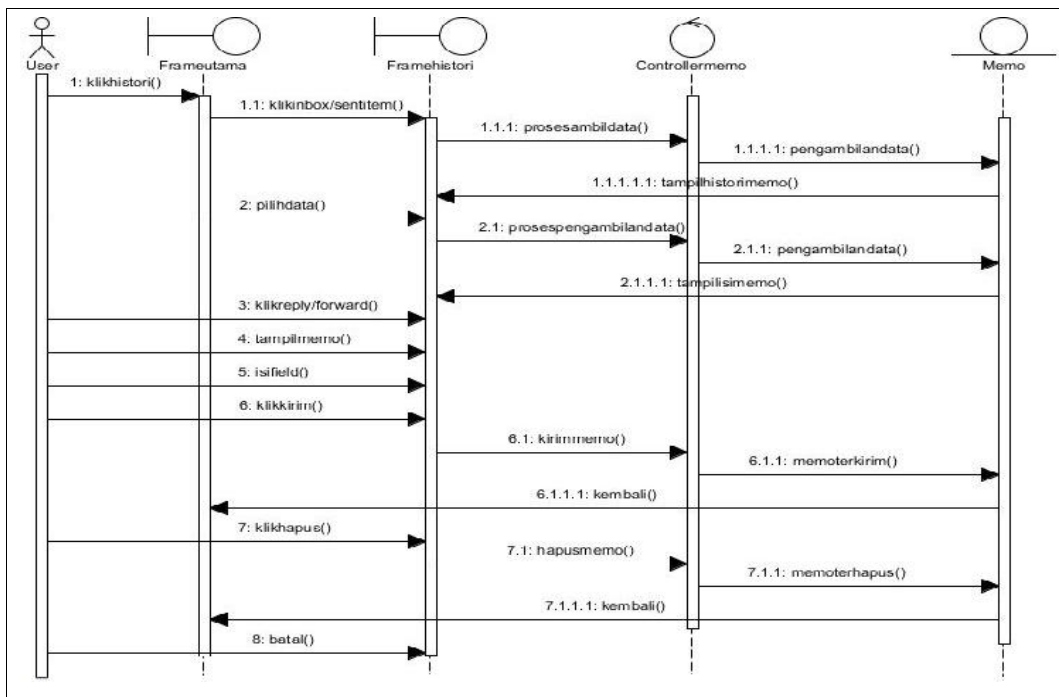 User
Frameutama
Framehistori
Controllermemo
Memo
1: klikhistori()
1.1: klikinbox/sentitem()
1.1.1: prosesambildata()
1.1.1.1: pengambilandata()
1.1.1.1.1: tampilhistorimemo()
2: pilihdata()
2.1: prosespengambilandata()
2.1.1: pengambilandata()
2.1.1.1: tampilisimemo()
3: klikreply/forward()
4: tampilmemo()
5: isifield()
6: klikkirim()
6.1: kirimmemo()
6.1.1: memoterkirim()
6.1.1.1: kembali()
7: klikhapus()
7.1: hapusmemo()
7.1.1: memoterhapus()
7.1.1.1: kembali()
8: batal()